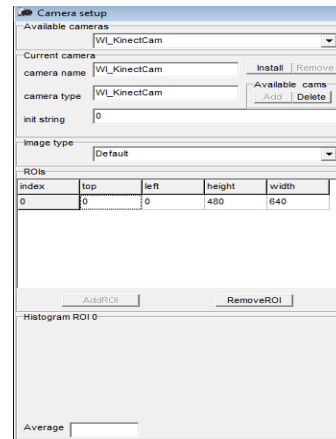 Camera setup
Available cameras
WI_KinectCam
Current camera
camera name WI_KinectCam Install Remove
Available cams
camera type WI_KinectCam Add Delete
init string 0
Image type
Default
ROIs
index top left height width
0 0 0 480 640
AddROI RemoveROI
Histogram ROI 0
Average